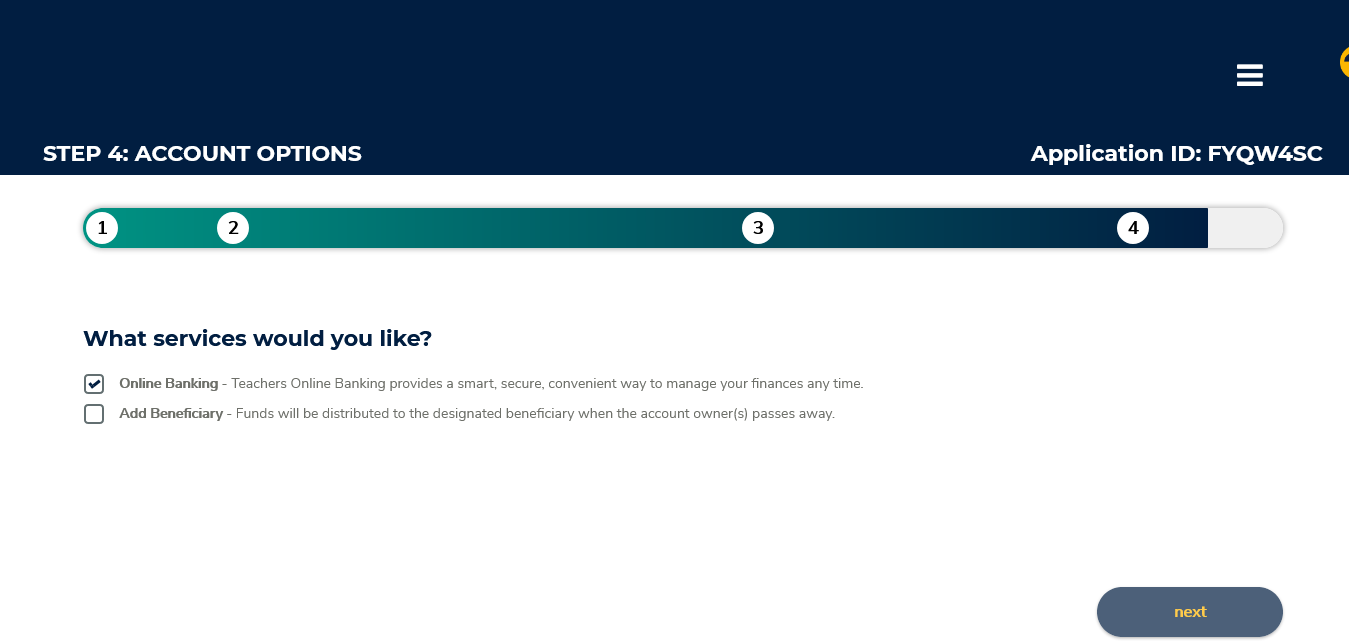 STEP 4: ACCOUNT OPTIONS
Application ID: FYQW4SC
1 2 3 4
What services would you like?
Online Banking - Teachers Online Banking provides a smart, secure, convenient way to manage your finances any time.
Add Beneficiary - Funds will be distributed to the designated beneficiary when the account owner(s) passes away.
next